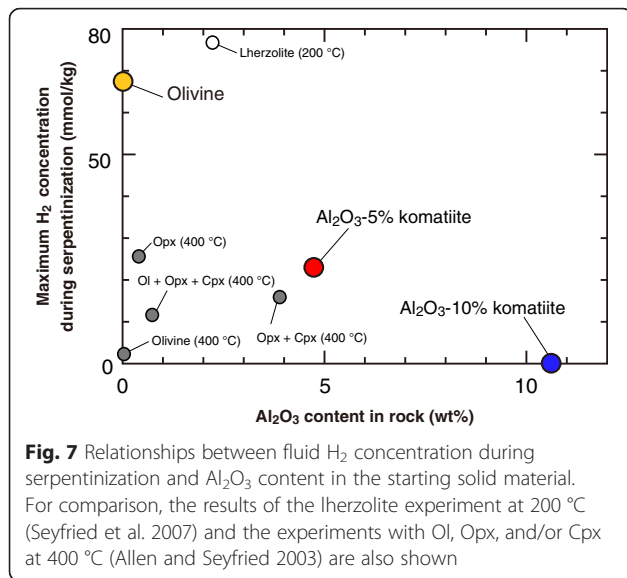 80
Lherzolite (200 °C)
Olivine
50
Maximum H₂ concentration
during serpentinization (mmol/kg)
Al₂O₃-5% komatiite
Opx (400 °C)
Ol + Opx + Cpx (400 °C)
Al₂O₃-10% komatiite
Opx + Cpx (400 °C)
Olivine (400 °C)
0
0
5
10
Al₂O₃ content in rock (wt%)
Fig. 7 Relationships between fluid H₂ concentration during
serpentinization and Al₂O₃ content in the starting solid material.
For comparison, the results of the lherzolite experiment at 200 °C
(Seyfried et al. 2007) and the experiments with Ol, Opx, and/or Cpx
at 400 °C (Allen and Seyfried 2003) are also shown